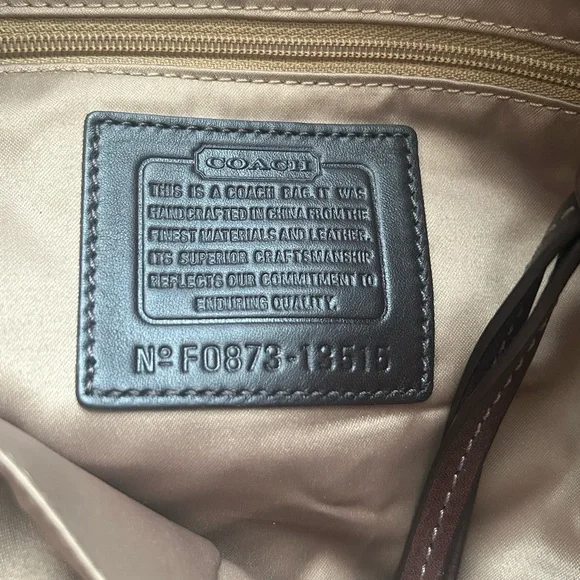 COACH
THIS IS A COACH BAG. IT WAS
HANDCRAFTED IN CHINA FROM THE
FINEST MATERIALS AND LEATHER.
ITS SUPERIOR CRAFTSMANSHIP
REFLECTS OUR COMMITMENT TO
ENDURING QUALITY.
Nº F0873-13515